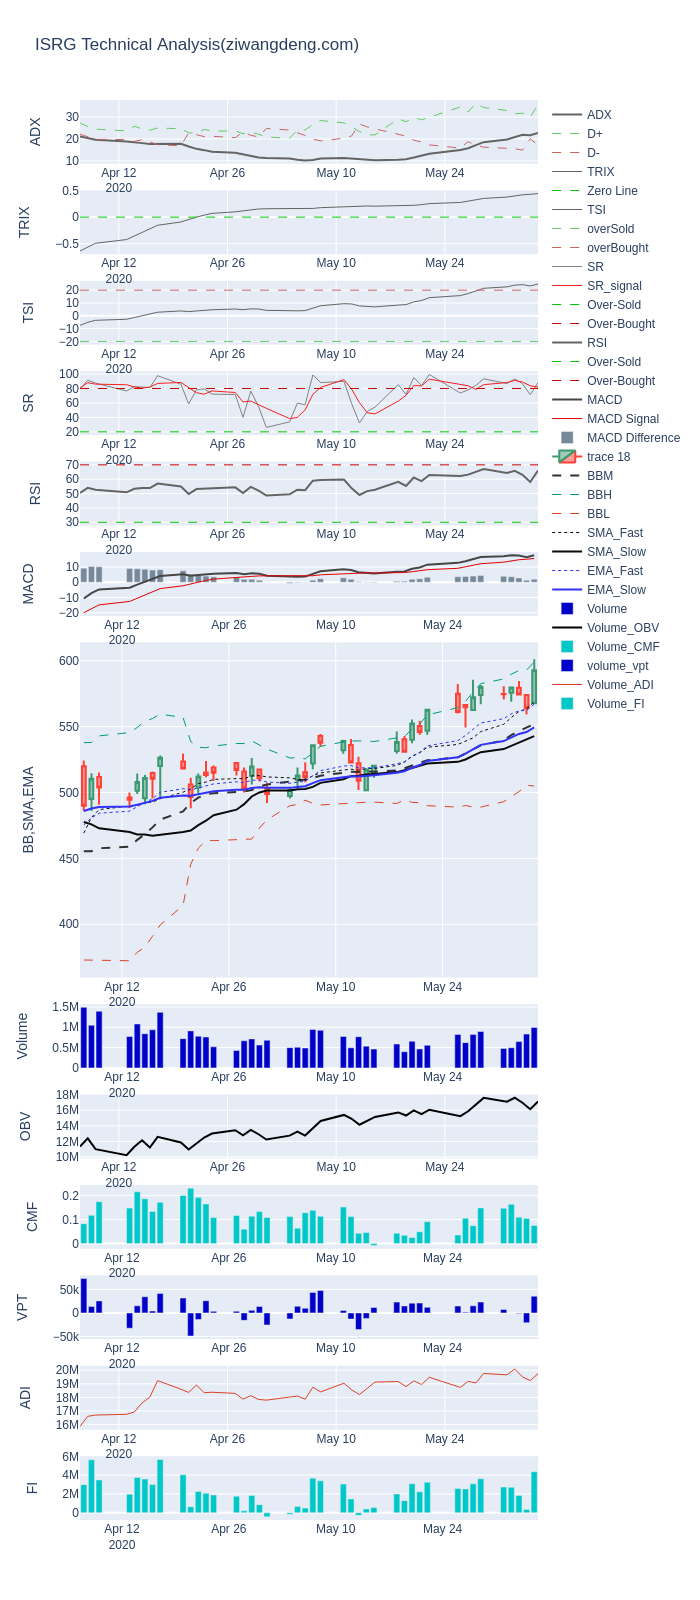 ISRG Technical Analysis(ziwangdeng.com)
ADX
30
20
10
Apr 12
2020
Apr 26
May 10
May 24
TRIX
0.5
0
−0.5
Apr 12
2020
Apr 26
May 10
May 24
TSI
20
10
0
−10
−20
Apr 12
2020
Apr 26
May 10
May 24
SR
100
80
60
40
20
Apr 12
2020
Apr 26
May 10
May 24
RSI
70
60
50
40
30
Apr 12
2020
Apr 26
May 10
May 24
MACD
10
0
−10
−20
Apr 12
2020
Apr 26
May 10
May 24
BB,SMA,EMA
600
550
500
450
400
Apr 12
2020
Apr 26
May 10
May 24
Volume
1.5M
1M
0.5M
0
Apr 12
2020
Apr 26
May 10
May 24
OBV
18M
16M
14M
12M
10M
Apr 12
2020
Apr 26
May 10
May 24
CMF
0.2
0.1
0
Apr 12
2020
Apr 26
May 10
May 24
VPT
50k
0
−50k
Apr 12
2020
Apr 26
May 10
May 24
ADI
20M
19M
18M
17M
16M
Apr 12
2020
Apr 26
May 10
May 24
FI
6M
4M
2M
0
Apr 12
2020
Apr 26
May 10
May 24
ADX
D+
D-
TRIX
Zero Line
TSI
overSold
overBought
SR
SR_signal
Over-Sold
Over-Bought
RSI
Over-Sold
Over-Bought
MACD
MACD Signal
MACD Difference
trace 18
BBM
BBH
BBL
SMA_Fast
SMA_Slow
EMA_Fast
EMA_Slow
Volume
Volume_OBV
Volume_CMF
volume_vpt
Volume_ADI
Volume_FI